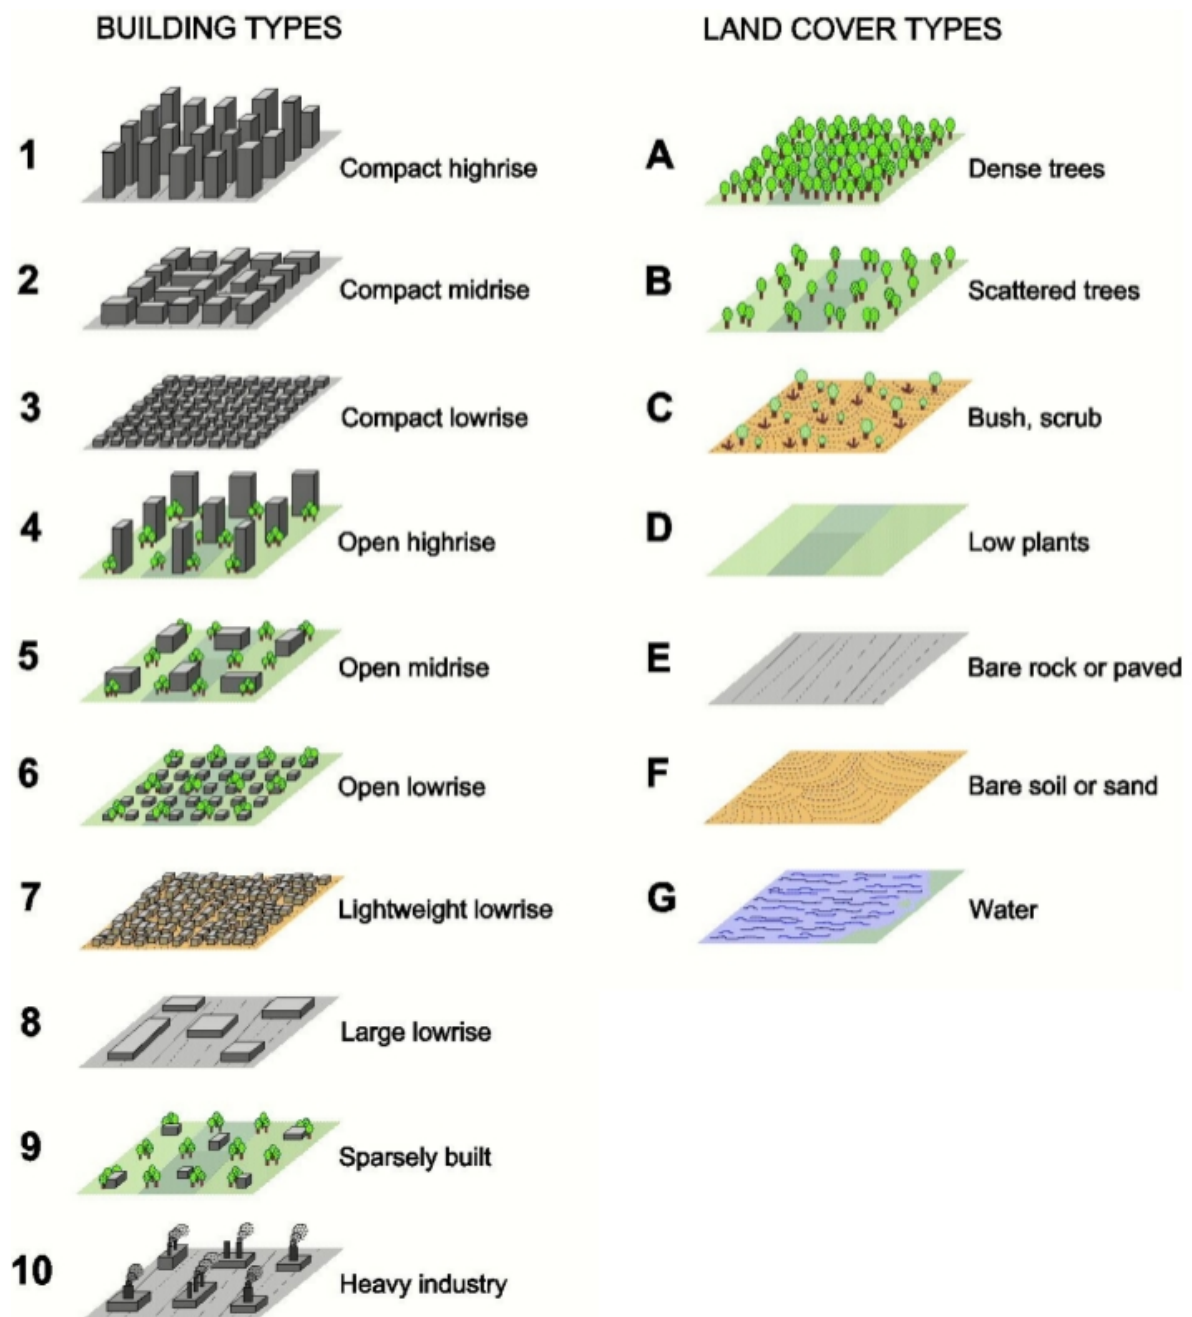 BUILDING TYPES
1 Compact highrise
2 Compact midrise
3 Compact lowrise
4 Open highrise
5 Open midrise
6 Open lowrise
7 Lightweight lowrise
8 Large lowrise
9 Sparsely built
10 Heavy industry
LAND COVER TYPES
A Dense trees
B Scattered trees
C Bush, scrub
D Low plants
E Bare rock or paved
F Bare soil or sand
G Water